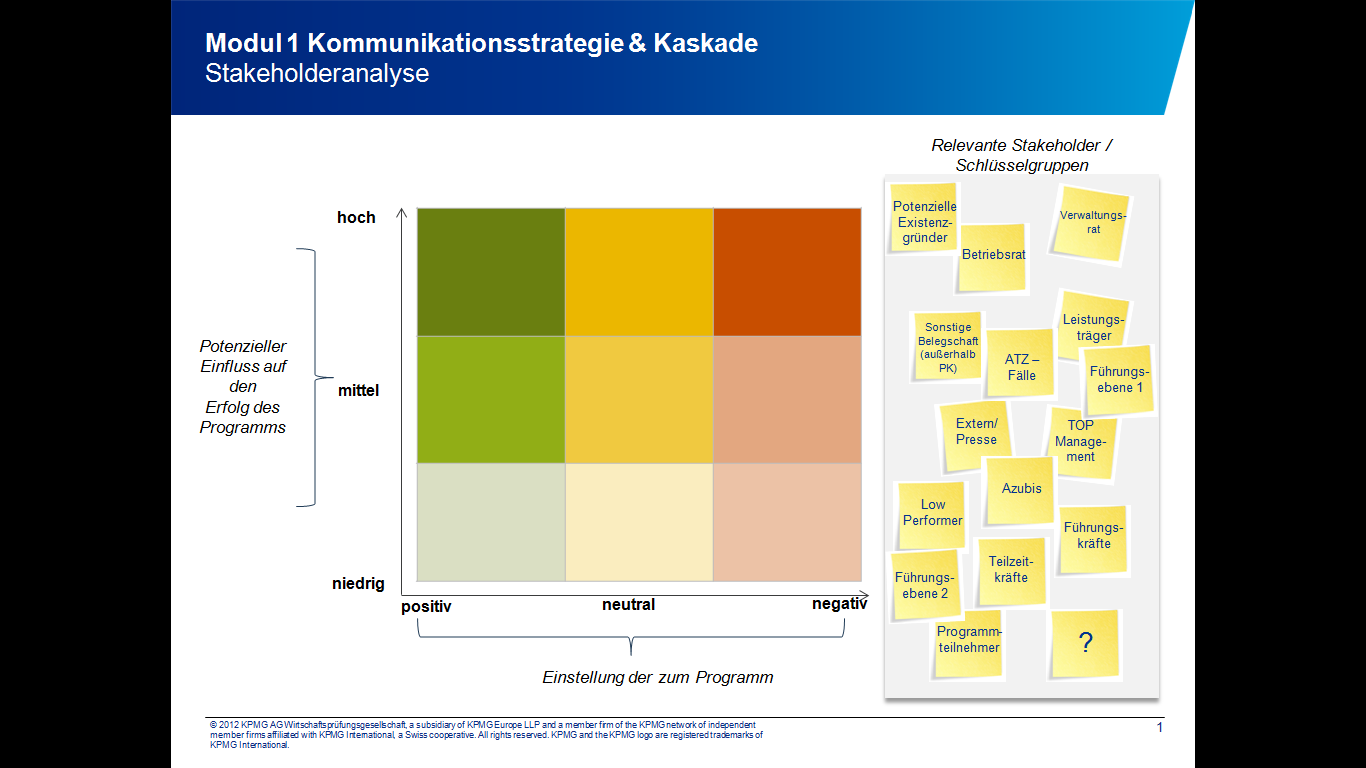 Modul 1 Kommunikationsstrategie & Kaskade
Stakeholderanalyse
Relevante Stakeholder /
Schlüsselgruppen
hoch
mittel
niedrig
Potenzieller
Einfluss auf
den
Erfolg des
Programms
positiv
neutral
negativ
Einstellung der zum Programm
Potenzielle
Existenz-
gründer
Betriebsrat
Verwaltungs-
rat
Sonstige
Belegschaft
(außerhalb
PK)
ATZ –
Fälle
Leistungs-
träger
Führungs-
ebene 1
Extern/
Presse
TOP
Manage-
ment
Azubis
Low
Performer
Führungs-
kräfte
Führungs-
ebene 2
Teilzeit-
kräfte
Programm-
teilnehmer
?
© 2012 KPMG AG Wirtschaftsprüfungsgesellschaft, a subsidiary of KPMG Europe LLP and a member firm of the KPMG network of independent
member firms affiliated with KPMG International, a Swiss cooperative. All rights reserved. KPMG and the KPMG logo are registered trademarks of
KPMG International.
1